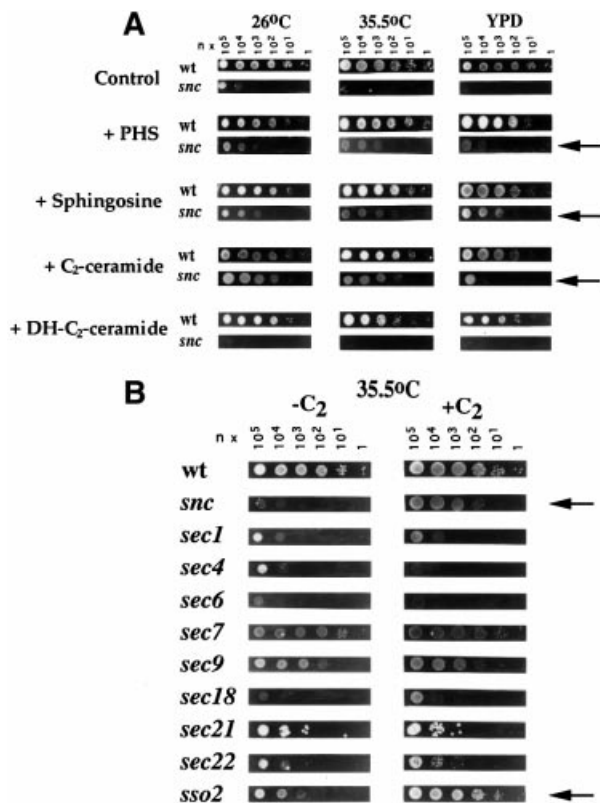 A
26ºC 35.5ºC YPD
n x 10⁵ 10⁴ 10³ 10² 10¹ 1 10⁵ 10⁴ 10³ 10² 10¹ 1 10⁵ 10⁴ 10³ 10² 10¹ 1
Control wt
snc
+ PHS wt
snc
+ Sphingosine wt
snc
+ C₂-ceramide wt
snc
+ DH-C₂-ceramide wt
snc
B
35.5ºC
-C₂ +C₂
n x 10⁵ 10⁴ 10³ 10² 10¹ 1 10⁵ 10⁴ 10³ 10² 10¹ 1
wt
snc
sec1
sec4
sec6
sec7
sec9
sec18
sec21
sec22
sso2